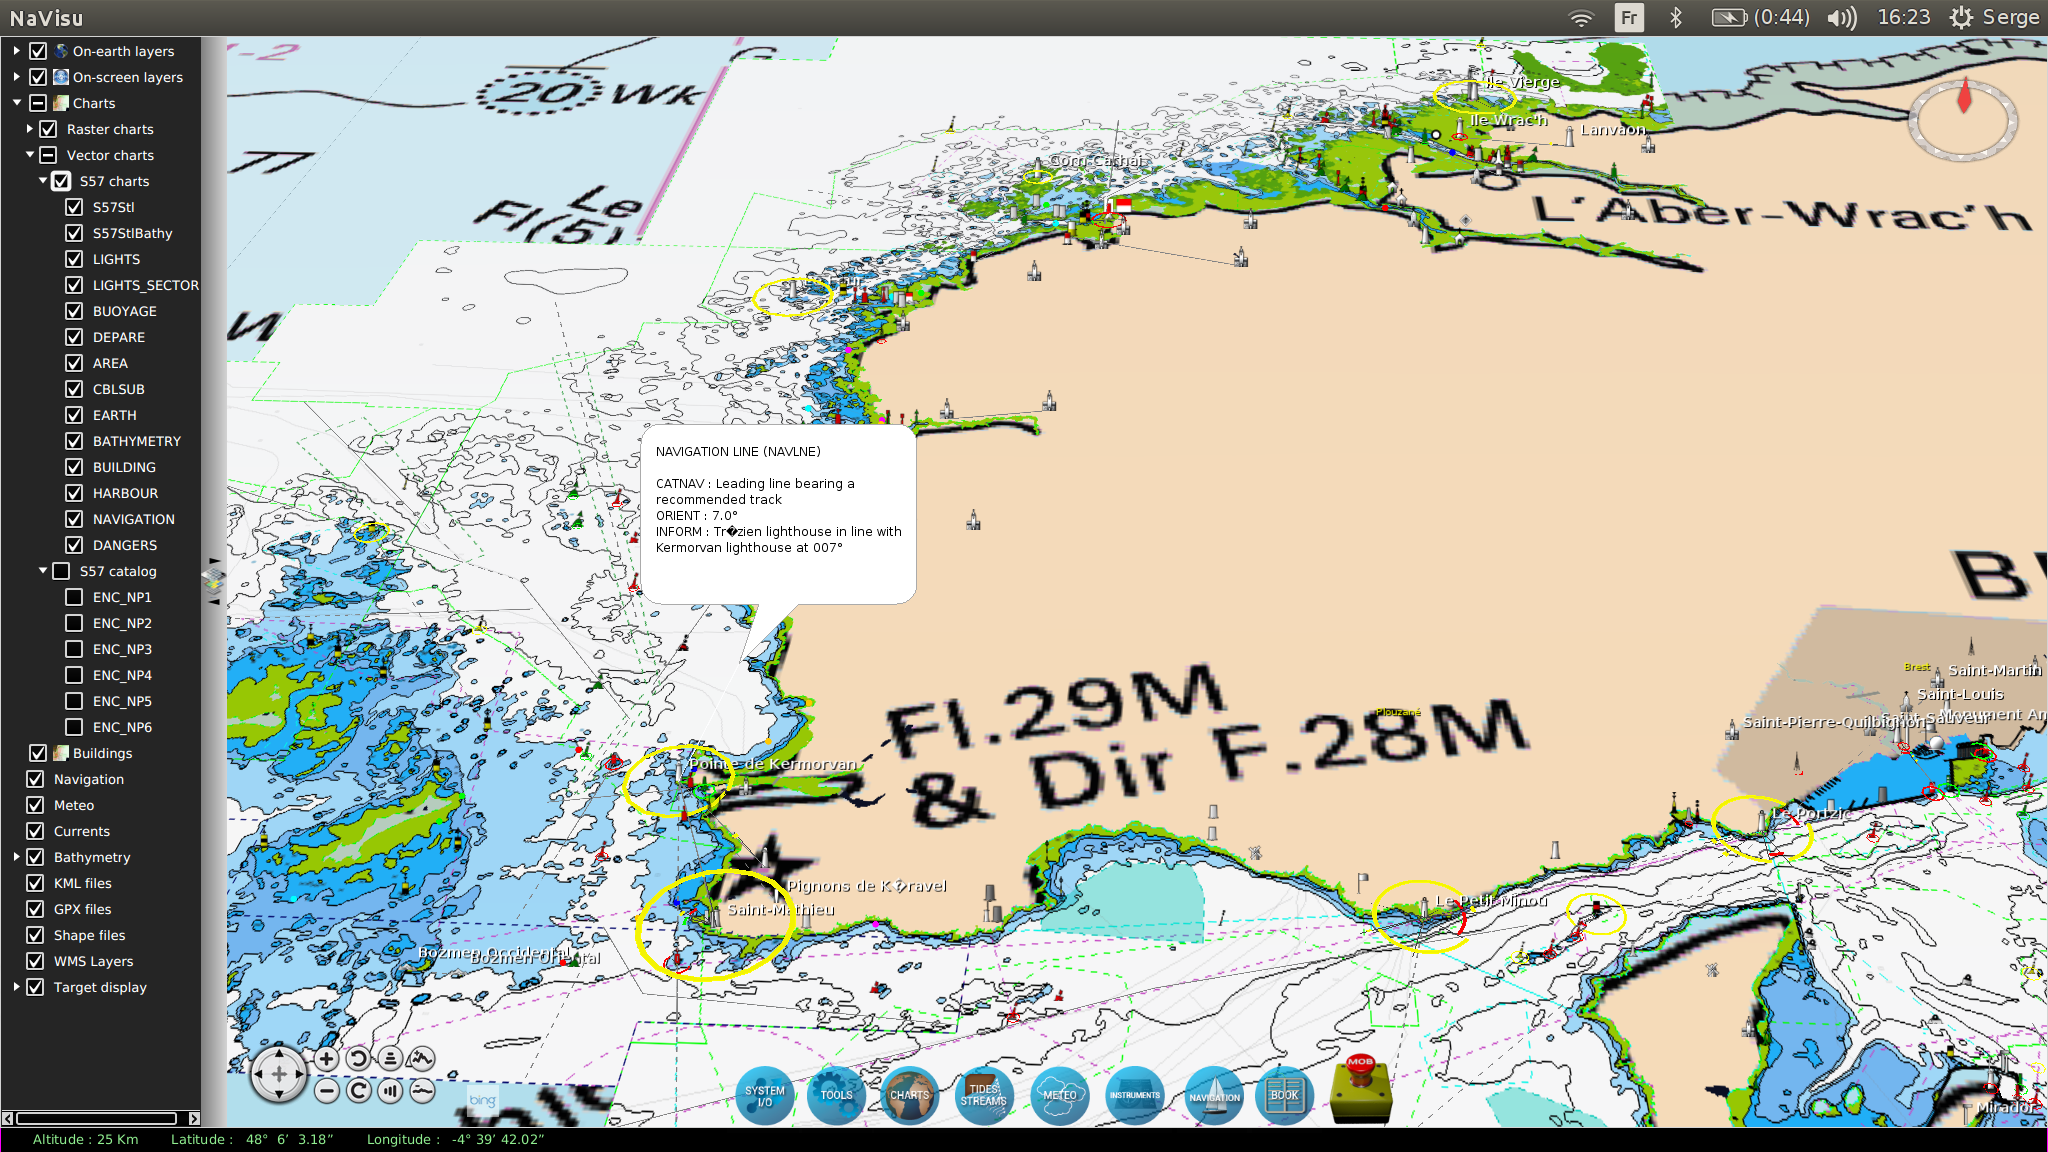 NaVisu
Fr
(0:44)
16:23
Serge
On-earth layers
On-screen layers
Charts
Raster charts
Vector charts
S57 charts
S57Stl
S57StlBathy
LIGHTS
LIGHTS_SECTOR
BUOYAGE
DEPARE
AREA
CBLSUB
EARTH
BATHYMETRY
BUILDING
HARBOUR
NAVIGATION
DANGERS
S57 catalog
ENC_NP1
ENC_NP2
ENC_NP3
ENC_NP4
ENC_NP5
ENC_NP6
Buildings
Navigation
Meteo
Currents
Bathymetry
KML files
GPX files
Shape files
WMS Layers
Target display
20 Wk
Le
Fl(5)
Ile Vierge
Ile Wrac'h
Lanvaon
Corn-Carhai
L'Aber-Wrac'h
NAVIGATION LINE (NAVLNE)
CATNAV : Leading line bearing a
recommended track
ORIENT : 7.0°
INFORM : Tr�zien lighthouse in line with
Kermorvan lighthouse at 007°
Fl.29M
& Dir F.28M
Plouzané
Brest
Saint-Martin
Saint-Louis
Pointe de Kermorvan
Pignons de K�ravel
Saint-Mathieu
Le Portzic
Le Petit-Minou
Mirador
bing
SYSTEM
I/O
TOOLS
CHARTS
TIDES
STREAMS
METEO
INSTRUMENTS
NAVIGATION
BOOK
MOB
Altitude : 25 Km
Latitude : 48° 6' 3.18"
Longitude : -4° 39' 42.02"